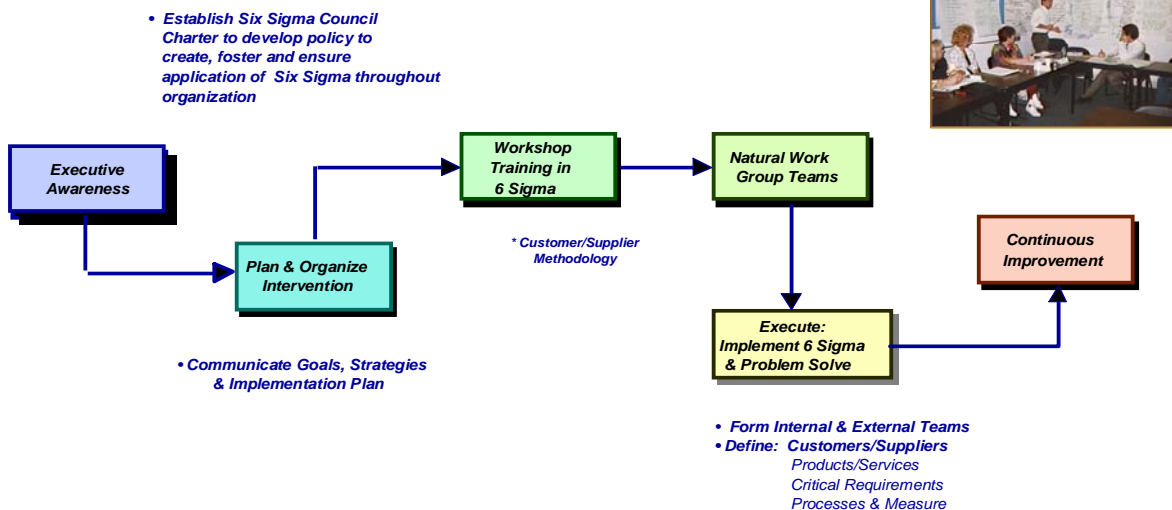 • Establish Six Sigma Council
Charter to develop policy to
create, foster and ensure
application of Six Sigma throughout
organization
Executive
Awareness
Plan & Organize
Intervention
• Communicate Goals, Strategies
& Implementation Plan
Workshop
Training in
6 Sigma
* Customer/Supplier
Methodology
Natural Work
Group Teams
Execute:
Implement 6 Sigma
& Problem Solve
• Form Internal & External Teams
• Define: Customers/Suppliers
Products/Services
Critical Requirements
Processes & Measure
Continuous
Improvement